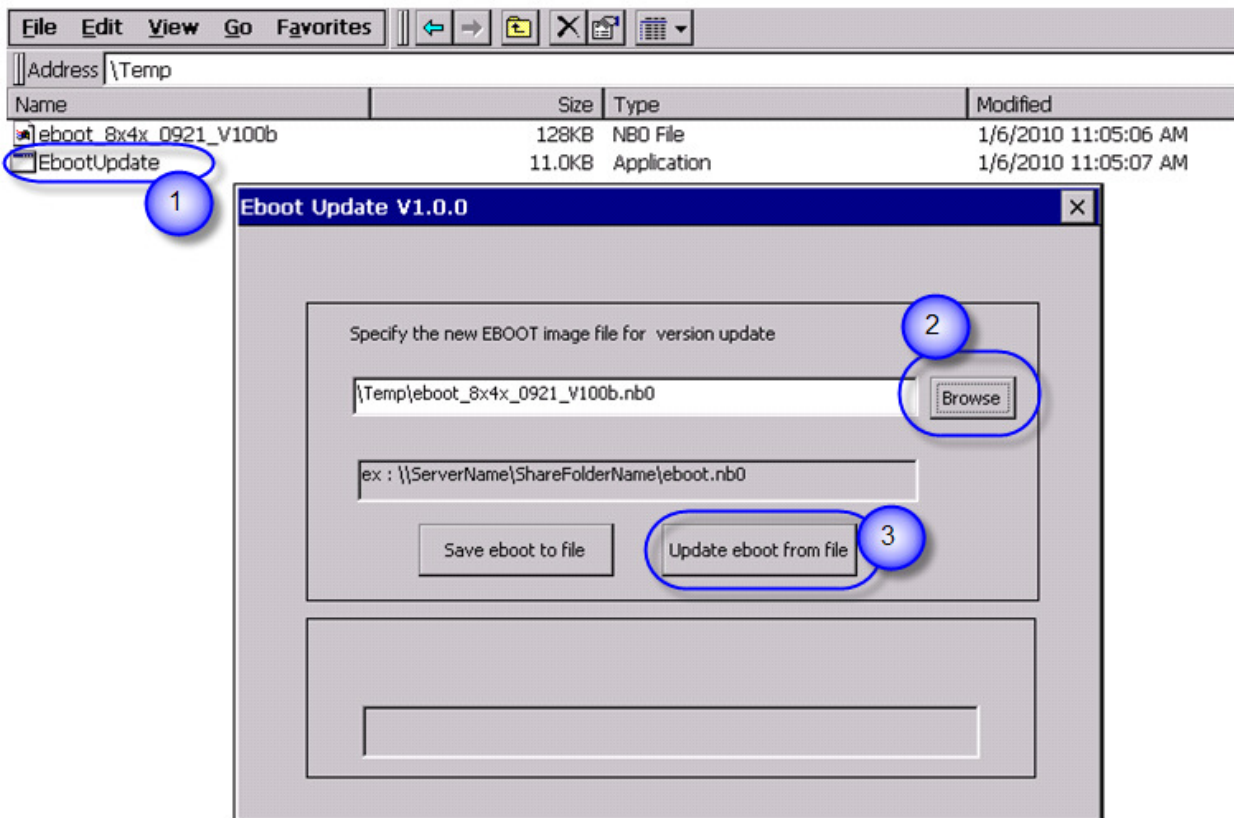 File Edit View Go Favorites
Address \Temp
Name Size Type Modified
eboot_8x4x_0921_V100b 128KB NB0 File 1/6/2010 11:05:06 AM
EbootUpdate 11.0KB Application 1/6/2010 11:05:07 AM
1
Eboot Update V1.0.0
2
Specify the new EBOOT image file for version update
\Temp\eboot_8x4x_0921_V100b.nb0
Browse
ex : \\ServerName\ShareFolderName\eboot.nb0
Save eboot to file
Update eboot from file
3